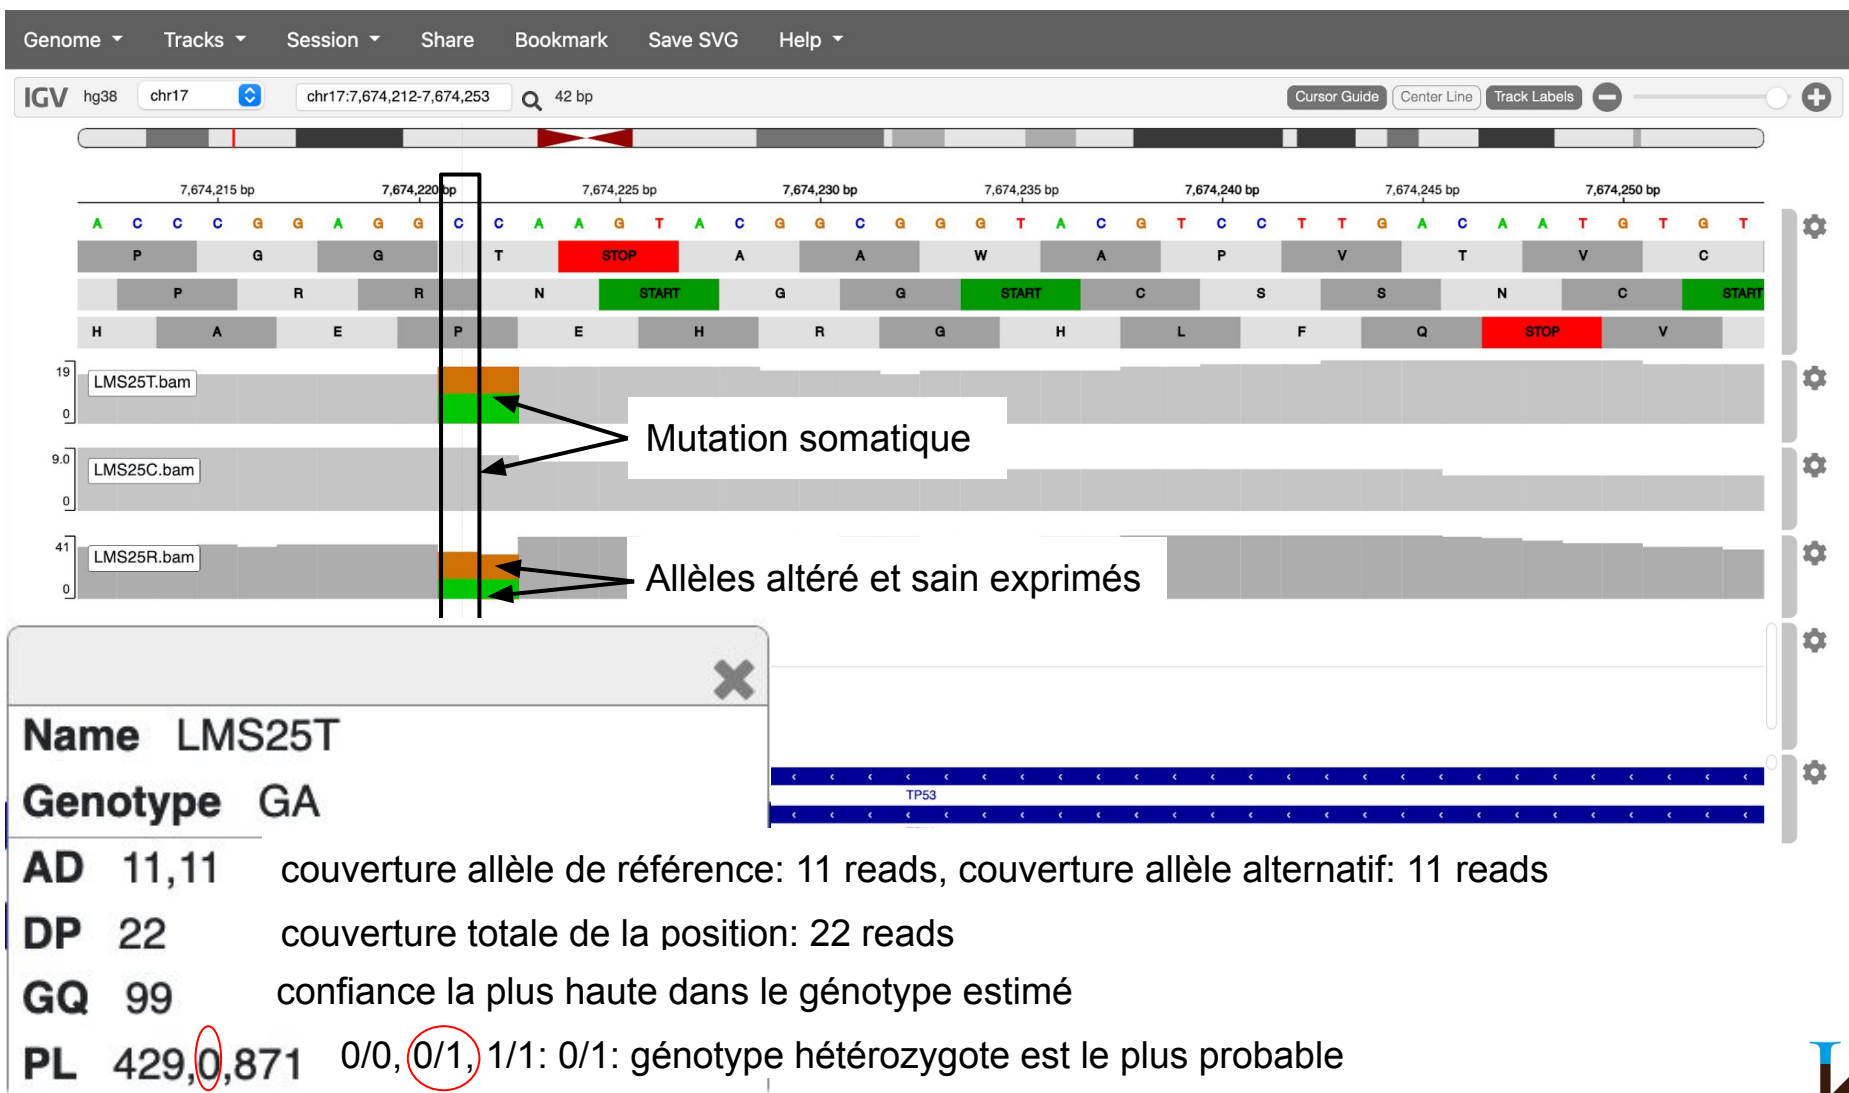 Genome Tracks Session Share Bookmark Save SVG Help
IGV hg38 chr17 chr17:7,674,212-7,674,253 42 bp Cursor Guide Center Line Track Labels
7,674,215 bp 7,674,220 bp 7,674,225 bp 7,674,230 bp 7,674,235 bp 7,674,240 bp 7,674,245 bp 7,674,250 bp
A C C C G G A G G C C A A G T A C G G C G G G T A C G T C C T T G A C A A T G T G T
P G G T STOP A A W A P V T V C
P R R N START G G START C S S N C START
H A E P E H R G H L F Q STOP V
19
LMS25T.bam
0
Mutation somatique
9.0
LMS25C.bam
0
41
LMS25R.bam
0
Allèles altéré et sain exprimés
Name LMS25T
Genotype GA
TP53
AD 11,11 couverture allèle de référence: 11 reads, couverture allèle alternatif: 11 reads
DP 22 couverture totale de la position: 22 reads
GQ 99 confiance la plus haute dans le génotype estimé
PL 429,0,871 0/0, 0/1, 1/1: 0/1: génotype hétérozygote est le plus probable